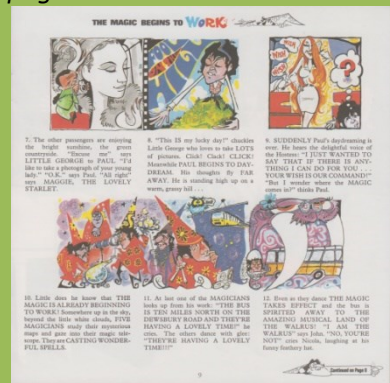 THE MAGIC BEGINS TO WORK
7. The other passengers are enjoying
the bright sunshine, the green
countryside. "Excuse me" says
LITTLE GEORGE to PAUL "I'd
like to take a photograph of your young
lady." "O.K." says Paul. "All right"
says MAGGIE, THE LOVELY
STARLET.
8. "This IS my lucky day!" chuckles
Little George who loves to take LOTS
of pictures. Click! Clack! CLICK!
Meanwhile PAUL BEGINS TO DAY-
DREAM. His thoughts fly FAR
AWAY. He is standing high up on a
warm, grassy hill . . .
9. SUDDENLY Paul's daydreaming is
over. He hears the delightful voice of
the Hostess: "I JUST WANTED TO
SAY THAT IF THERE IS ANY-
THING I CAN DO FOR YOU . . .
YOUR WISH IS OUR COMMAND!"
"But I wonder where the MAGIC
comes in?" thinks Paul.
10. Little does he know that THE
MAGIC IS ALREADY BEGINNING
TO WORK! Somewhere up in the sky,
beyond the little white clouds, FIVE
MAGICIANS study their mysterious
maps and gaze into their magic tele-
scope. They are CASTING WONDER-
FUL SPELLS.
11. At last one of the MAGICIANS
looks up from his work: "THE BUS
IS TEN MILES NORTH ON THE
DEWSBURY ROAD AND THEY'RE
HAVING A LOVELY TIME!" he
cries. The others dance with glee:
"THEY'RE HAVING A LOVELY
TIME!!!"
12. Even as they dance THE MAGIC
TAKES EFFECT and the bus is
SPIRITED AWAY TO THE
AMAZING MUSICAL LAND OF
THE WALRUS! "I AM THE
WALRUS" says John. "NO, YOU'RE
NOT" cries Nicola, laughing at his
funny feathery hat.
Continued on Page 8